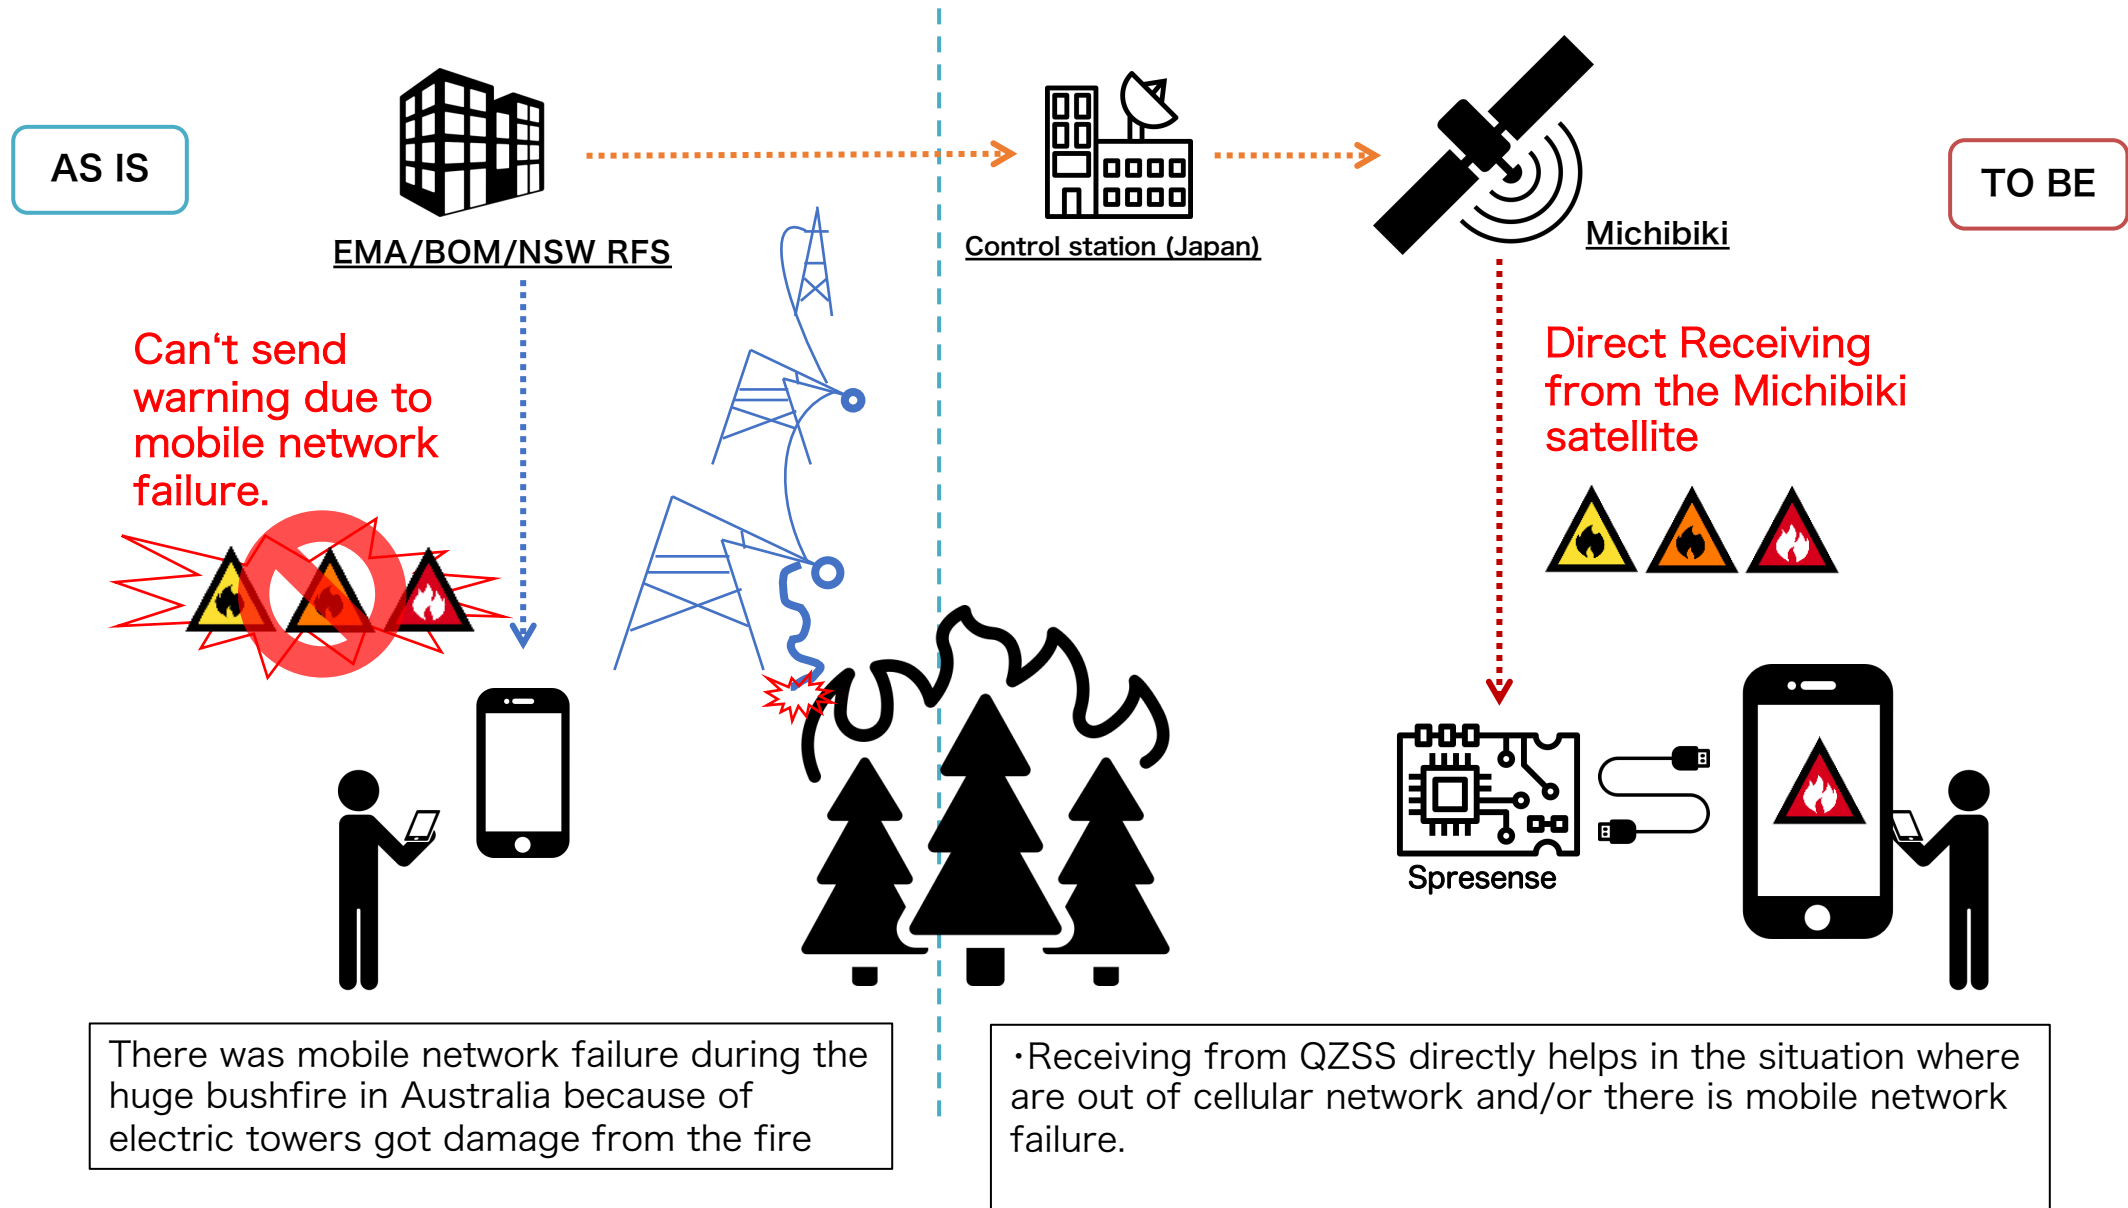 AS IS
EMA/BOM/NSW RFS
Control station (Japan)
Michibiki
TO BE
Can‘t send
warning due to
mobile network
failure.
Direct Receiving
from the Michibiki
satellite
Spresense
There was mobile network failure during the
huge bushfire in Australia because of
electric towers got damage from the fire
・Receiving from QZSS directly helps in the situation where
are out of cellular network and/or there is mobile network
failure.